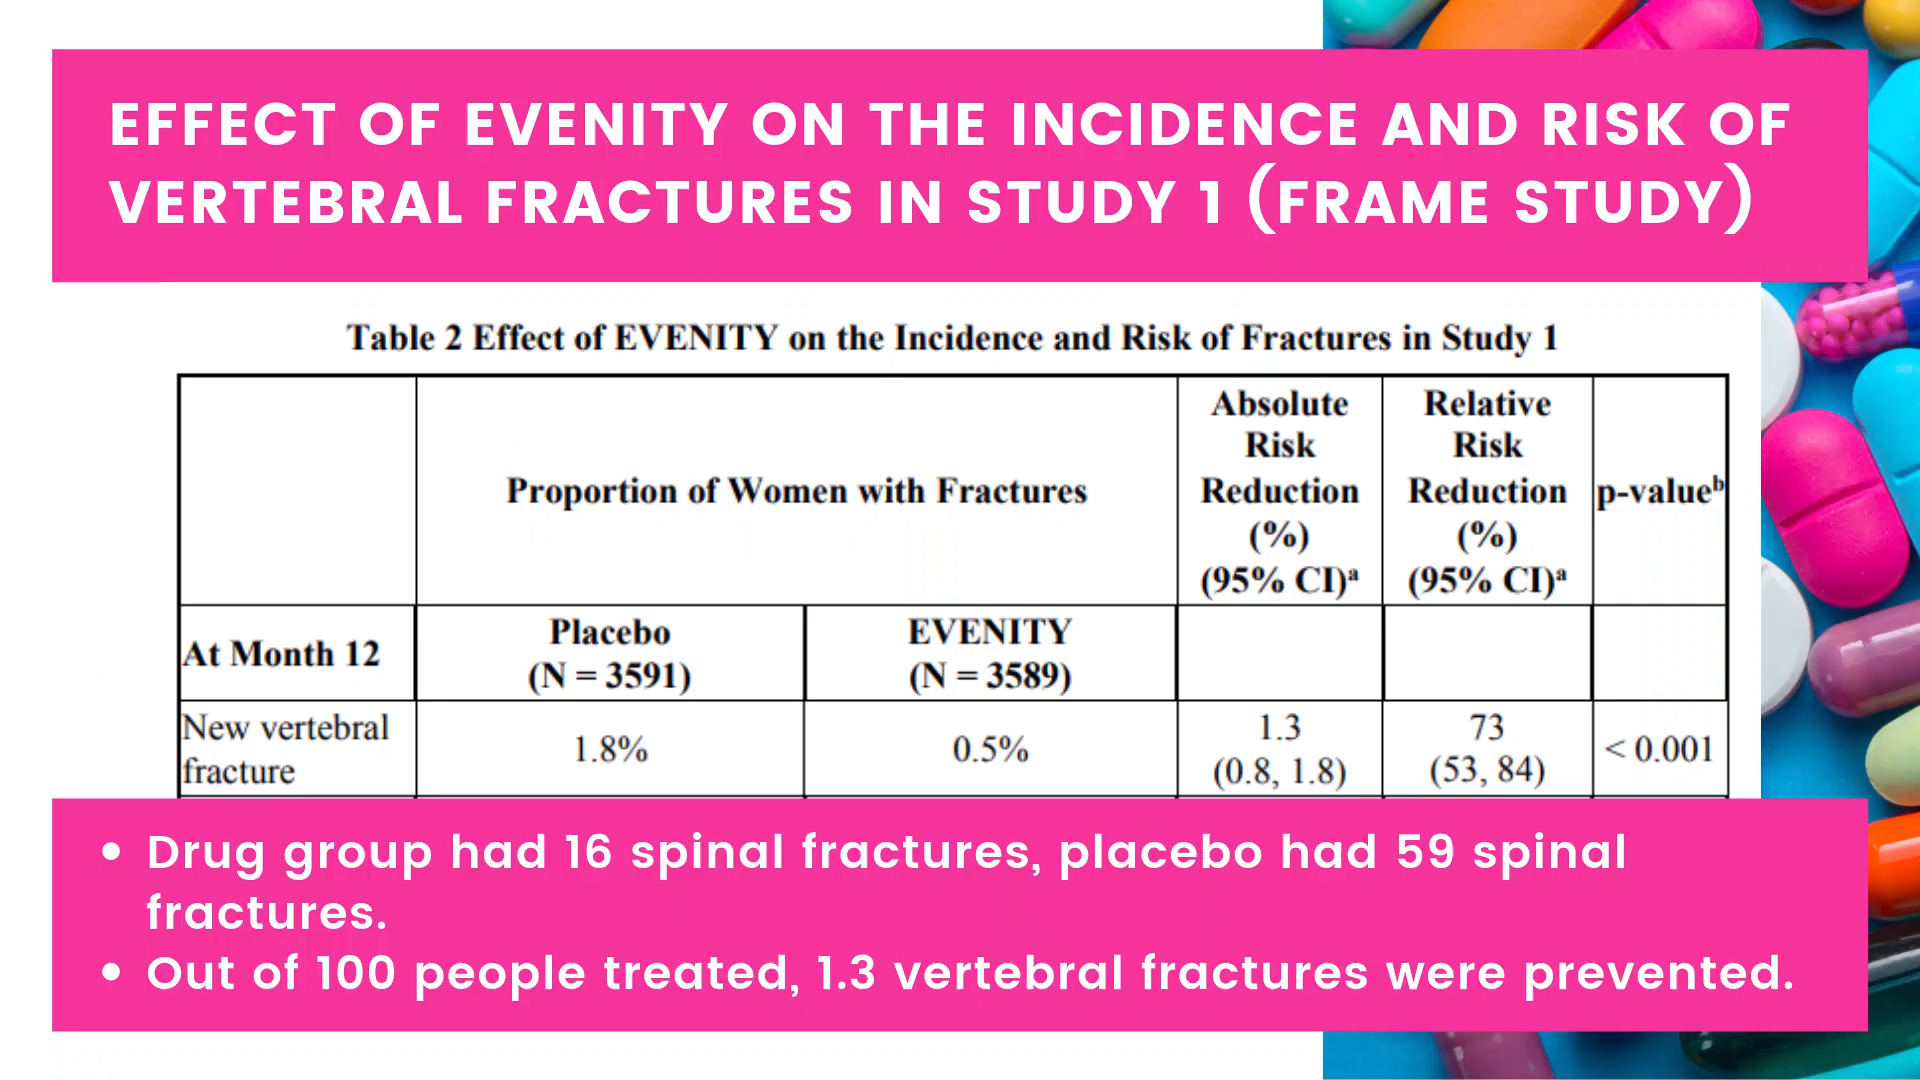 EFFECT OF EVENITY ON THE INCIDENCE AND RISK OF
VERTEBRAL FRACTURES IN STUDY 1 (FRAME STUDY)
Table 2 Effect of EVENITY on the Incidence and Risk of Fractures in Study 1
Proportion of Women with Fractures
Absolute
Risk
Reduction
(%)
(95% CI)ᵃ
Relative
Risk
Reduction
(%)
(95% CI)ᵃ
p-valueᵇ
At Month 12
Placebo
(N = 3591)
EVENITY
(N = 3589)
New vertebral
fracture
1.8%
0.5%
1.3
(0.8, 1.8)
73
(53, 84)
< 0.001
• Drug group had 16 spinal fractures, placebo had 59 spinal
fractures.
• Out of 100 people treated, 1.3 vertebral fractures were prevented.